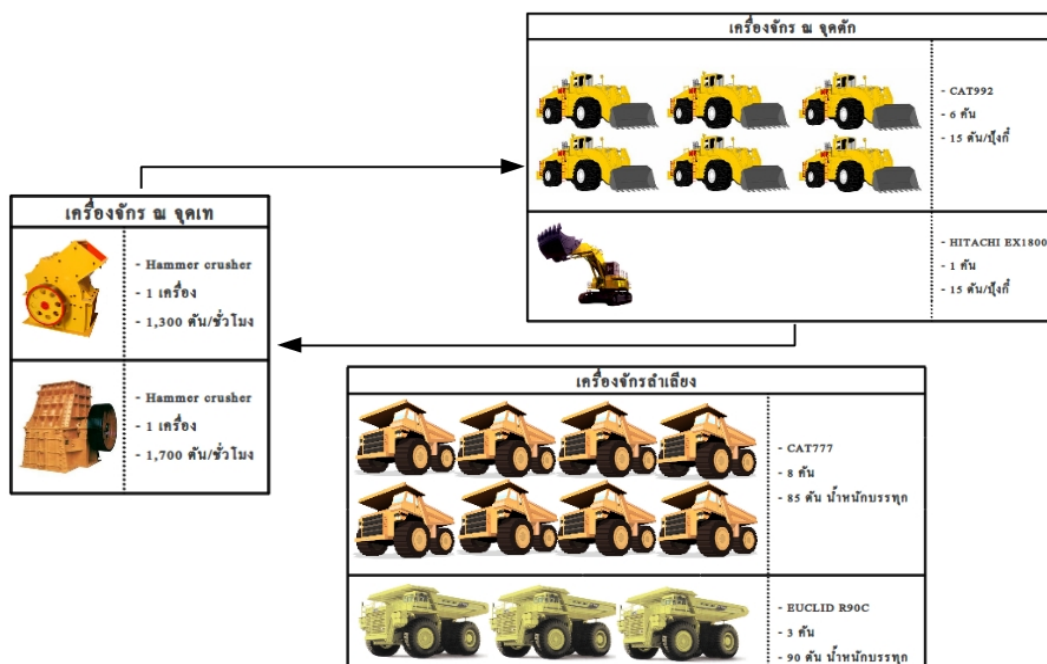 เครื่องจักร ณ จุดตัก
- CAT992
- 6 คัน
- 15 ตัน/ปุ้งกี๋
- HITACHI EX1800
- 1 คัน
- 15 ตัน/ปุ้งกี๋
เครื่องจักร ณ จุดเท
- Hammer crusher
- 1 เครื่อง
- 1,300 ตัน/ชั่วโมง
- Hammer crusher
- 1 เครื่อง
- 1,700 ตัน/ชั่วโมง
เครื่องจักรลำเลียง
- CAT777
- 8 คัน
- 85 ตัน น้ำหนักบรรทุก
- EUCLID R90C
- 3 คัน
- 90 ตัน น้ำหนักบรรทุก